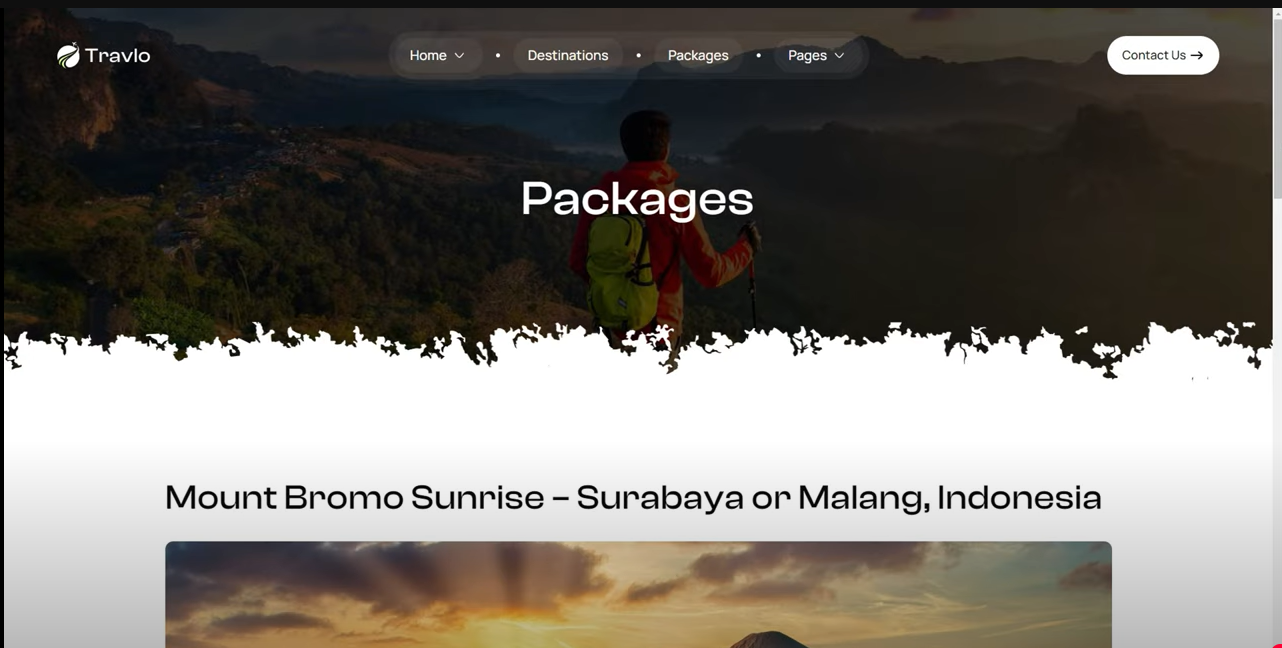 Travlo
Home • Destinations • Packages • Pages
Contact Us →
Packages
Mount Bromo Sunrise – Surabaya or Malang, Indonesia